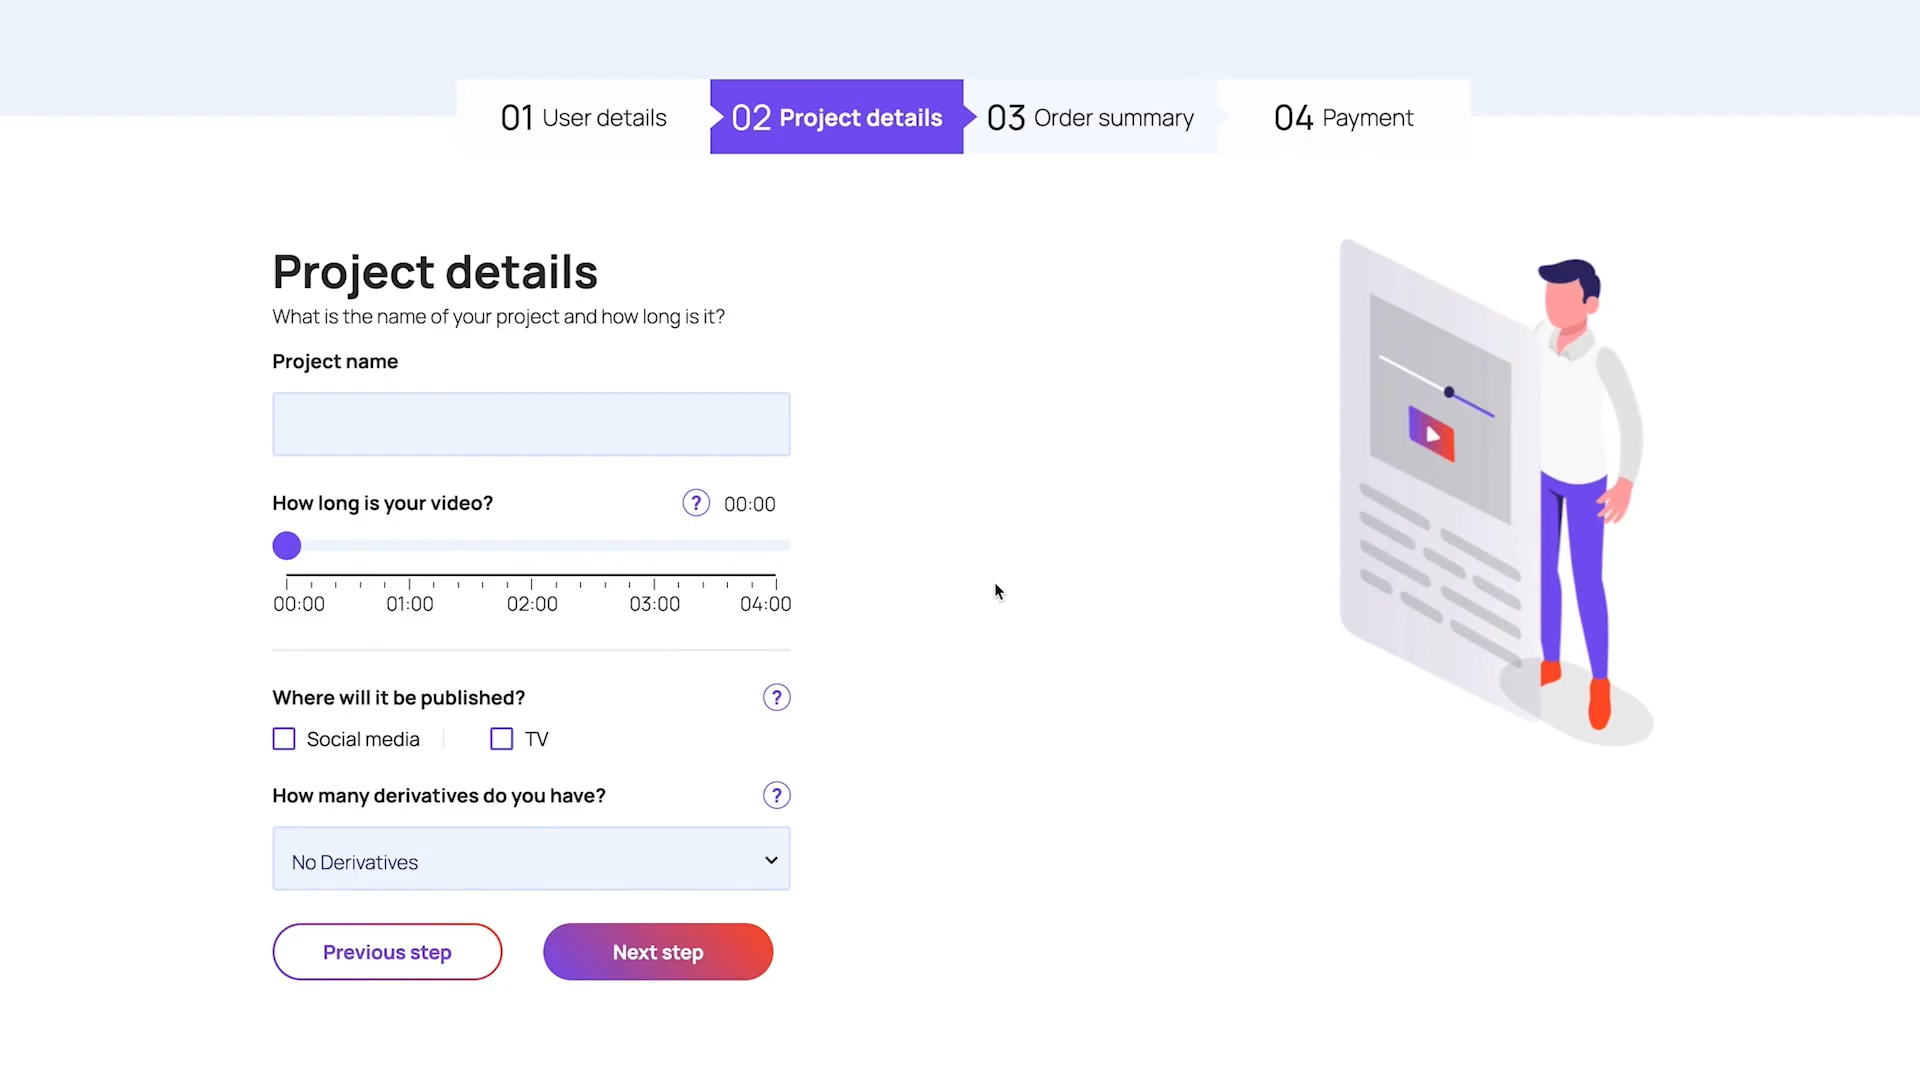 01 User details
02 Project details
03 Order summary
04 Payment
Project details
What is the name of your project and how long is it?
Project name
How long is your video? ? 00:00
00:00 01:00 02:00 03:00 04:00
Where will it be published? ?
Social media TV
How many derivatives do you have? ?
No Derivatives
Previous step Next step